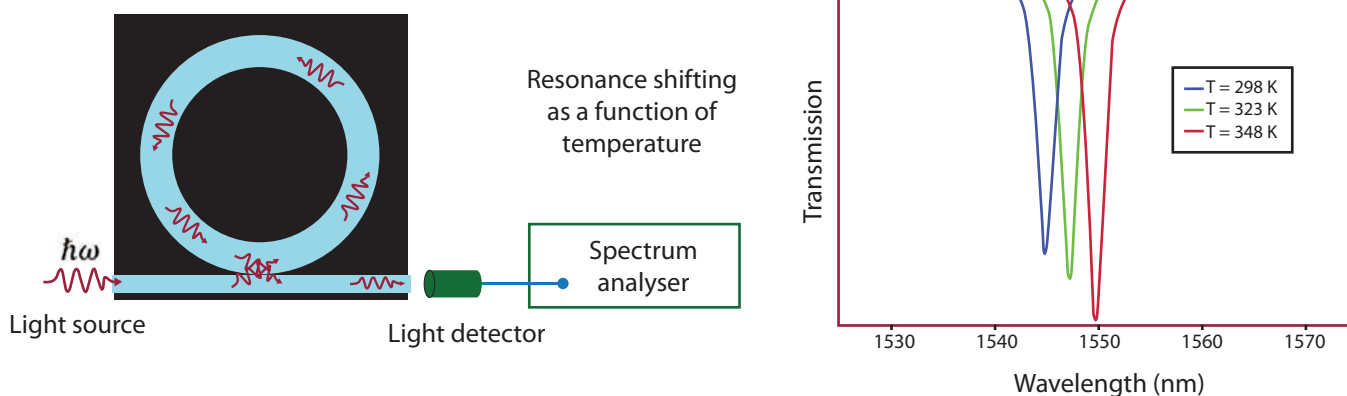 ħω
Light source
Resonance shifting
as a function of
temperature
Spectrum
analyser
Light detector
Transmission
T = 298 K
T = 323 K
T = 348 K
1530
1540
1550
1560
1570
Wavelength (nm)